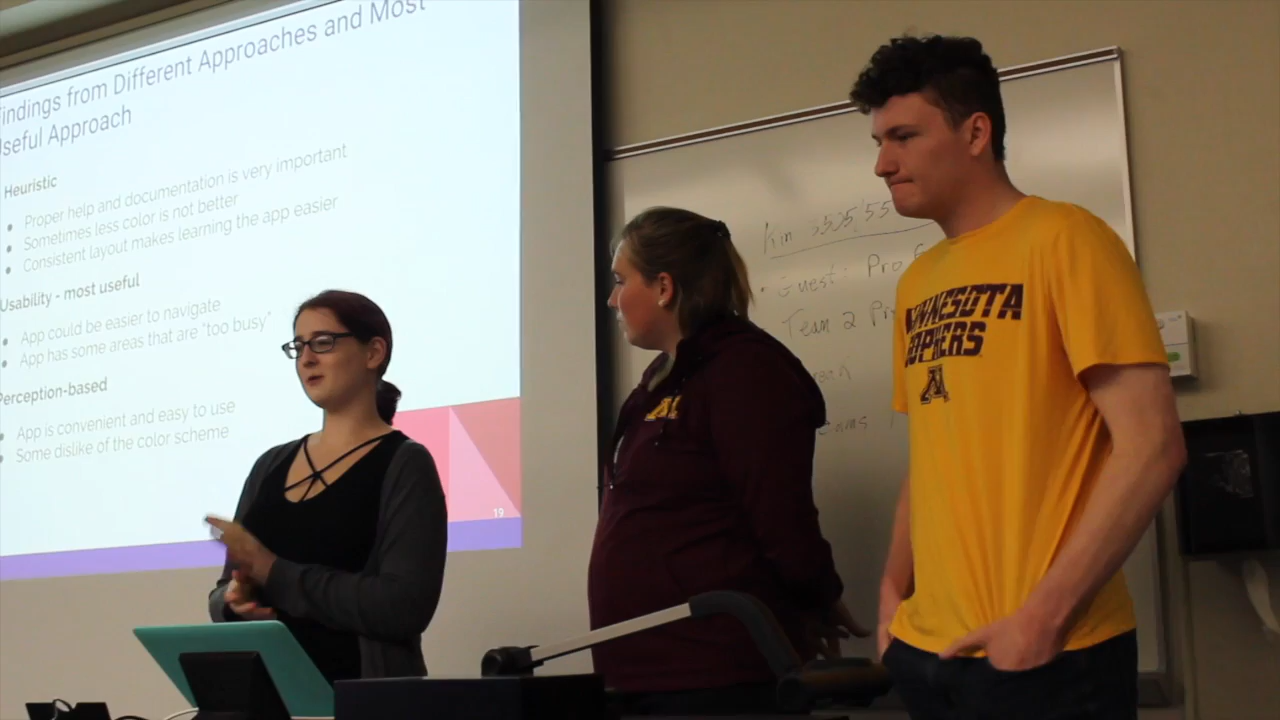 Findings from Different Approaches and Most
Useful Approach
Heuristic
Proper help and documentation is very important
Sometimes less color is not better
Consistent layout makes learning the app easier
Usability - most useful
App could be easier to navigate
App has some areas that are "too busy"
Perception-based
App is convenient and easy to use
Some dislike of the color scheme
19
Guest: Prof
Team 2
MINNESOTA
GOPHERS
M
M